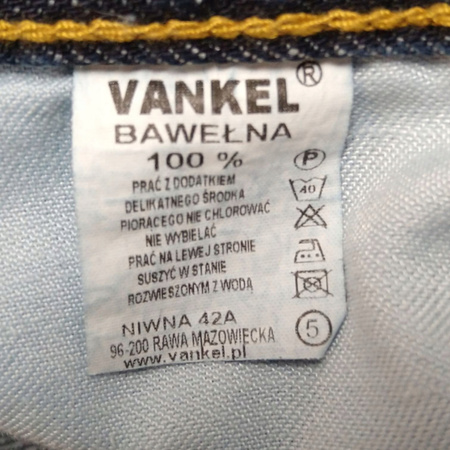 VANKEL®
BAWEŁNA
100 %
P
PRAĆ Z DODATKIEM
DELIKATNEGO ŚRODKA
40
PIORĄCEGO NIE CHLOROWAĆ
NIE WYBIELAĆ
PRAĆ NA LEWEJ STRONIE
SUSZYĆ W STANIE
ROZWIESZONYM Z WODĄ
NIWNA 42A
5
96-200 RAWA MAZOWIECKA
www.vankel.pl